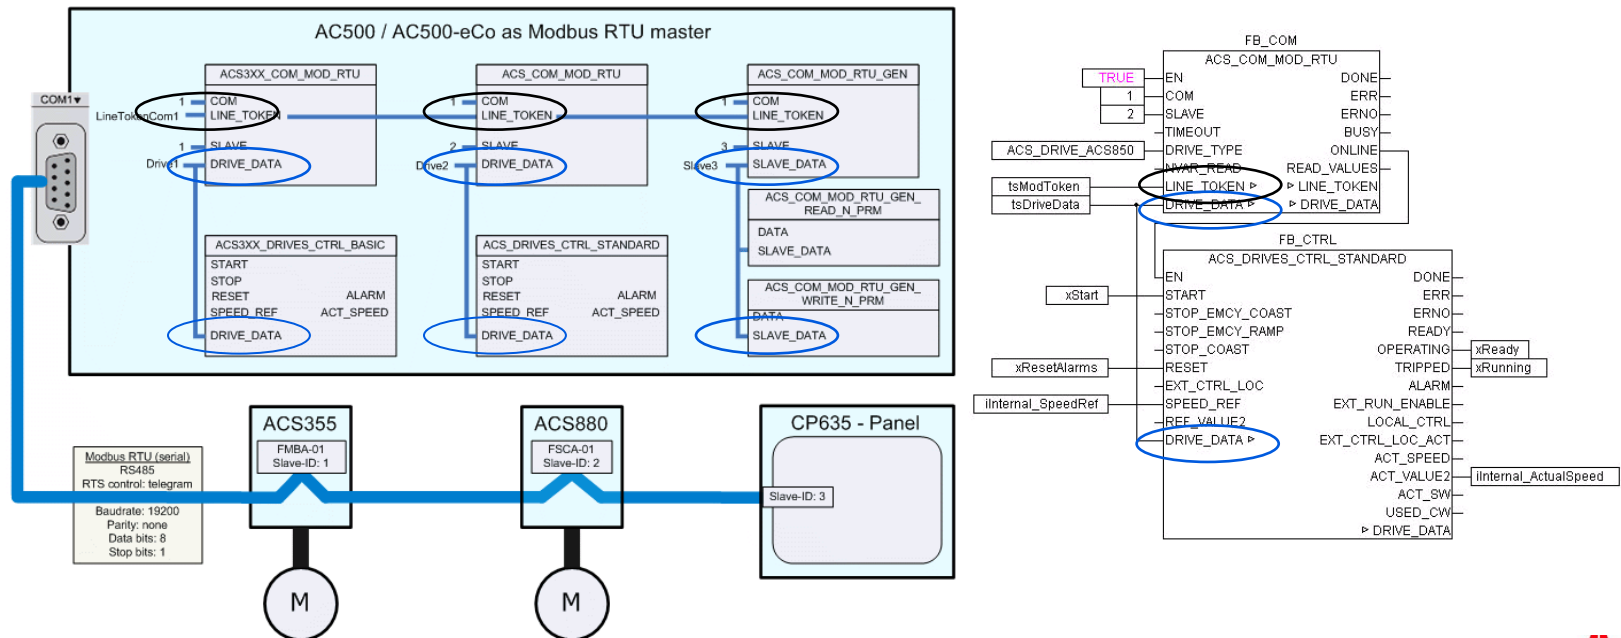 AC500 / AC500-eCo as Modbus RTU master
COM1
ACS3XX_COM_MOD_RTU
1 COM
LineTokenCom1 LINE_TOKEN
1 SLAVE
Drive1 DRIVE_DATA
ACS_COM_MOD_RTU
1 COM
LINE_TOKEN
2 SLAVE
Drive2 DRIVE_DATA
ACS_COM_MOD_RTU_GEN
1 COM
LINE_TOKEN
3 SLAVE
Slave3 SLAVE_DATA
ACS_COM_MOD_RTU_GEN_
READ_N_PRM
DATA
SLAVE_DATA
ACS3XX_DRIVES_CTRL_BASIC
START
STOP
RESET ALARM
SPEED_REF ACT_SPEED
DRIVE_DATA
ACS_DRIVES_CTRL_STANDARD
START
STOP
RESET ALARM
SPEED_REF ACT_SPEED
DRIVE_DATA
ACS_COM_MOD_RTU_GEN_
WRITE_N_PRM
DATA
SLAVE_DATA
Modbus RTU (serial)
RS485
RTS control: telegram
Baudrate: 19200
Parity: none
Data bits: 8
Stop bits: 1
ACS355
FMBA-01
Slave-ID: 1
M
ACS880
FSCA-01
Slave-ID: 2
M
CP635 - Panel
Slave-ID: 3
FB_COM
ACS_COM_MOD_RTU
TRUE EN DONE
1 COM ERR
2 SLAVE ERNO
TIMEOUT BUSY
ACS_DRIVE_ACS850 DRIVE_TYPE ONLINE
NVAR_READ READ_VALUES
tsModToken LINE_TOKEN LINE_TOKEN
tsDriveData DRIVE_DATA DRIVE_DATA
FB_CTRL
ACS_DRIVES_CTRL_STANDARD
EN DONE
xStart START ERR
STOP_EMCY_COAST ERNO
STOP_EMCY_RAMP READY
STOP_COAST OPERATING xReady
xResetAlarms RESET TRIPPED xRunning
EXT_CTRL_LOC ALARM
iInternal_SpeedRef SPEED_REF EXT_RUN_ENABLE
REF_VALUE2 LOCAL_CTRL
DRIVE_DATA EXT_CTRL_LOC_ACT
ACT_SPEED
ACT_VALUE2 iInternal_ActualSpeed
ACT_SW
USED_CW
DRIVE_DATA